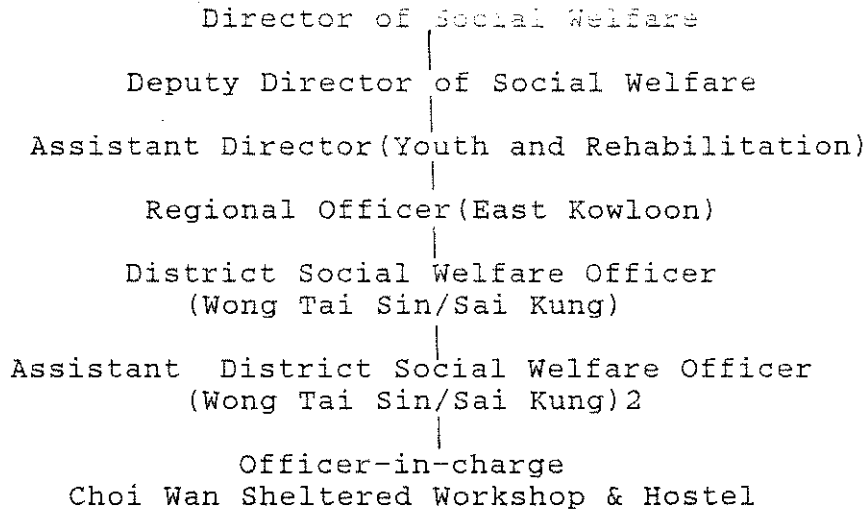 Director of Social Welfare
Deputy Director of Social Welfare
Assistant Director(Youth and Rehabilitation)
Regional Officer(East Kowloon)
District Social Welfare Officer
(Wong Tai Sin/Sai Kung)
Assistant District Social Welfare Officer
(Wong Tai Sin/Sai Kung)2
Officer-in-charge
Choi Wan Sheltered Workshop & Hostel